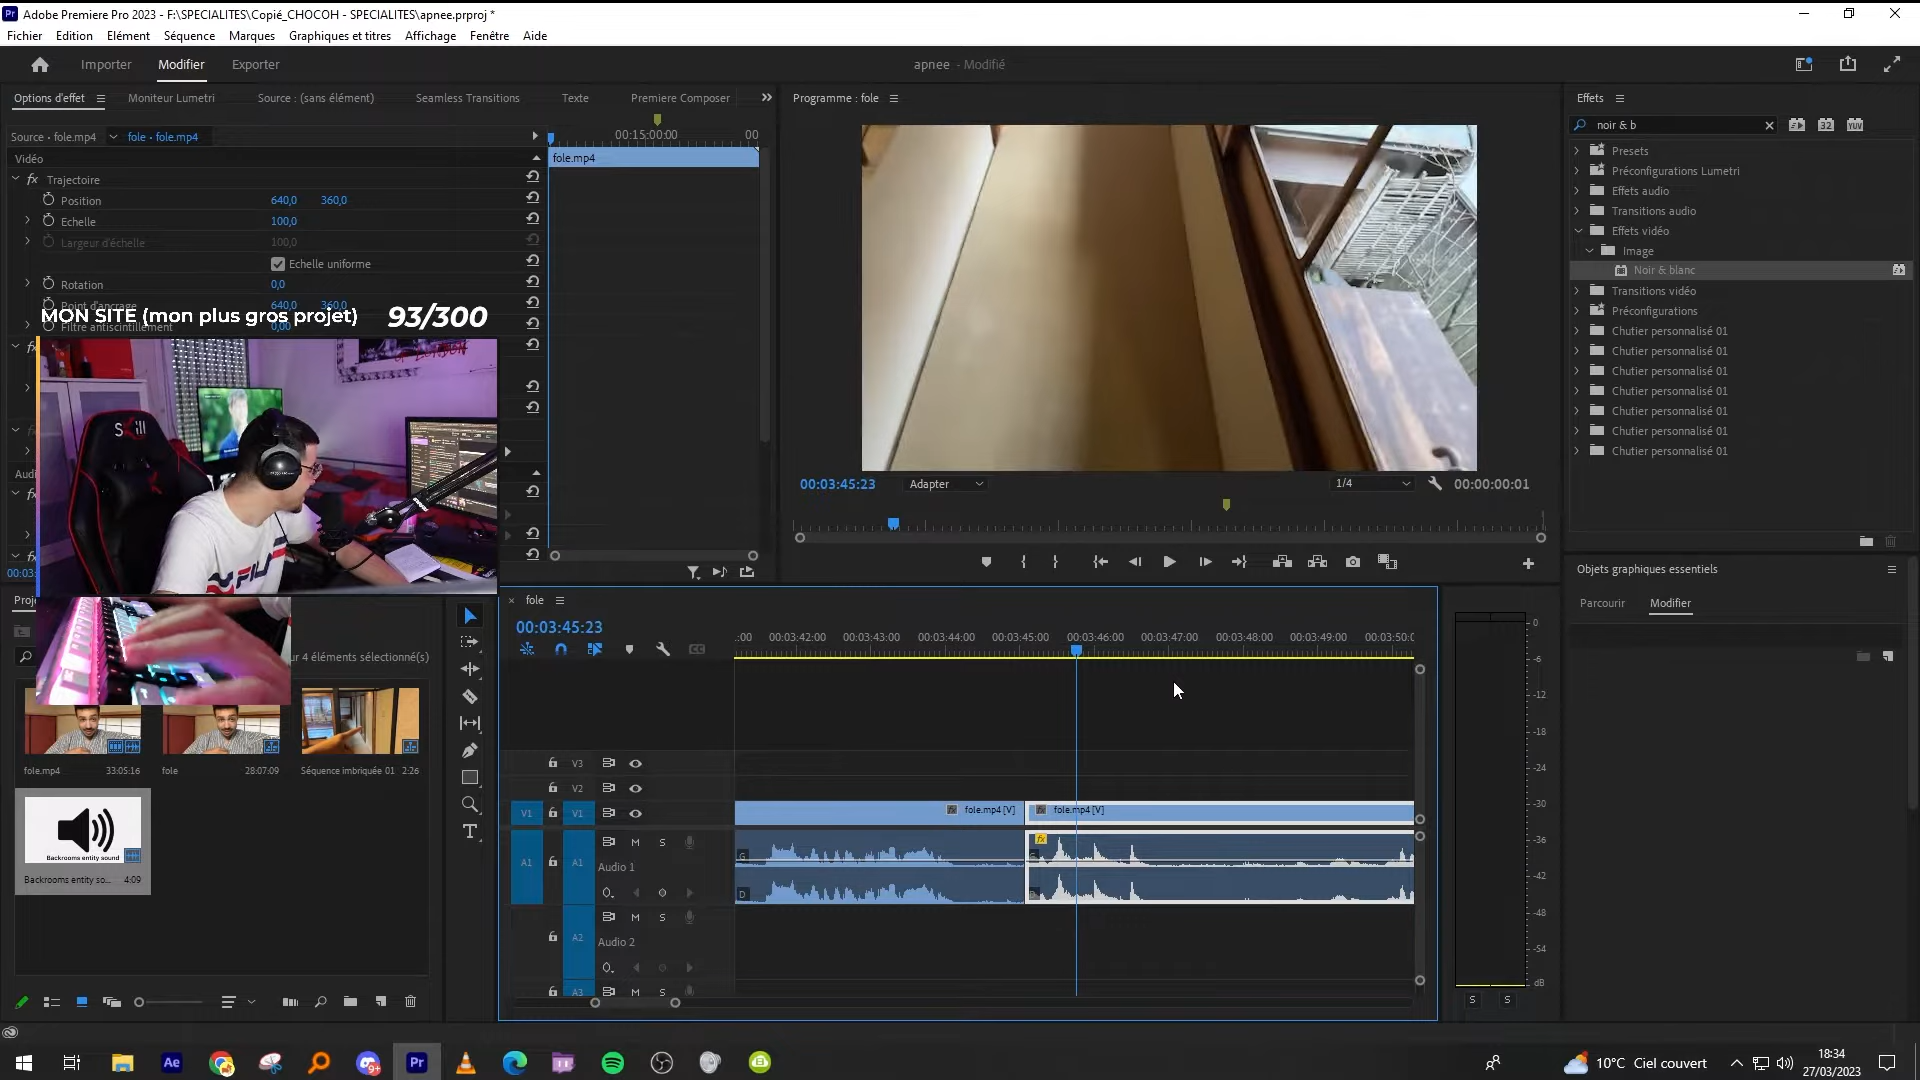 Adobe Premiere Pro 2023 - F:\SPECIALITES\Copié_CHOCOH - SPECIALITES\apnee.prproj *
Fichier Edition Elément Séquence Marques Graphiques et titres Affichage Fenêtre Aide
Importer Modifier Exporter
apnee - Modifié
Options d'effet Moniteur Lumetri Source : (sans élément) Seamless Transitions Texte Premiere Composer
Source • fole.mp4 fole • fole.mp4
00:15:00:00 00
Vidéo
fole.mp4
fx Trajectoire
Position 640,0 360,0
Echelle 100,0
Largeur d'échelle 100,0
Echelle uniforme
Rotation 0,0
Point d'ancrage 640,0 360,0
Filtre antiscintillement 0,00
MON SITE (mon plus gros projet) 93/300
Programme : fole
00:03:45:23 Adapter 1/4 00:00:00:01
Effets
noir & b
32 YUV
Presets
Préconfigurations Lumetri
Effets audio
Transitions audio
Effets vidéo
Image
Noir & blanc
Transitions vidéo
Préconfigurations
Chutier personnalisé 01
Chutier personnalisé 01
Chutier personnalisé 01
Chutier personnalisé 01
Chutier personnalisé 01
Chutier personnalisé 01
Chutier personnalisé 01
Objets graphiques essentiels
Parcourir Modifier
ur 4 élements sélectionné(s)
fole.mp4 33:05:16
fole 28:07:09
Séquence imbriquée 01 2:26
Backrooms entity sound
Backrooms entity so... 4:09
fole
00:03:45:23
:00 00:03:42:00 00:03:43:00 00:03:44:00 00:03:45:00 00:03:46:00 00:03:47:00 00:03:48:00 00:03:49:00 00:03:50:0
V3
V2
V1 V1
fole.mp4 [V]
fole.mp4 [V]
A1 A1 M S
Audio 1
G
D
A2 M S
Audio 2
A3 M S
0
-6
-12
-18
-24
-30
-36
-42
-48
-54
dB
S S
FILA
Ae Pr
10°C Ciel couvert
18:34
27/03/2023